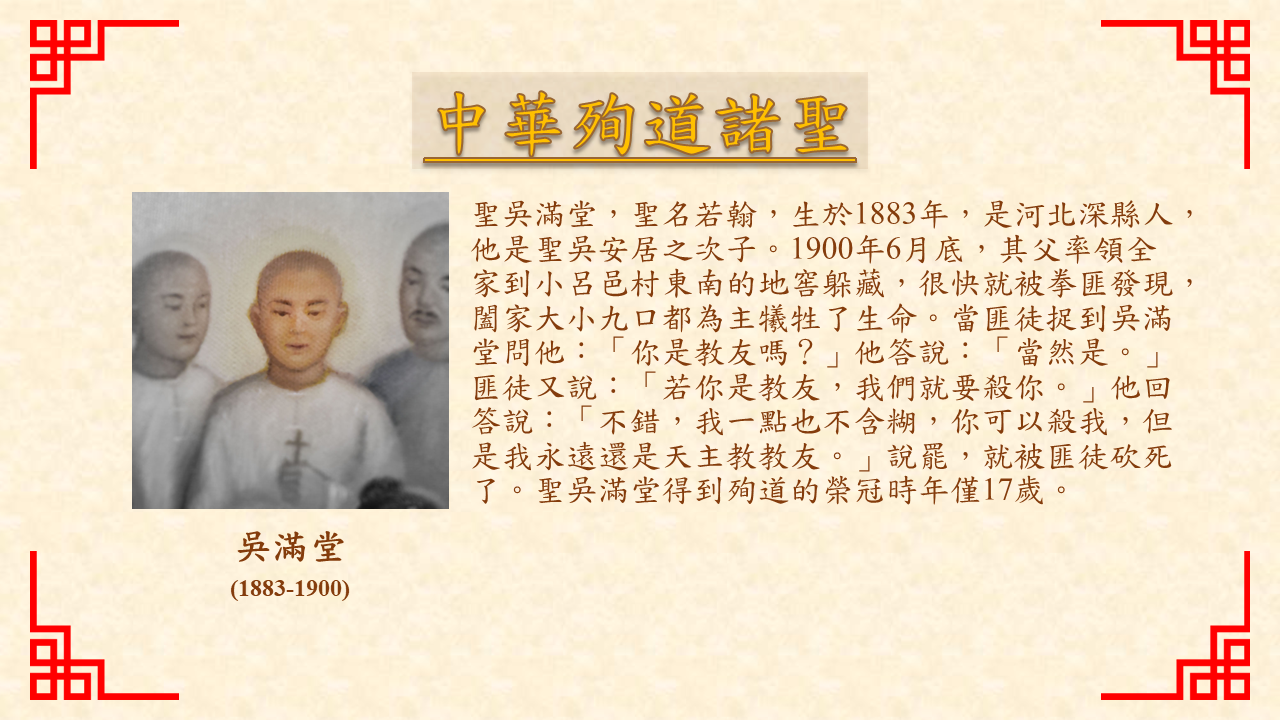 中華殉道諸聖
聖吳滿堂，聖名若翰，生於1883年，是河北深縣人，
他是聖吳安居之次子。1900年6月底，其父率領全
家到小呂邑村東南的地窖躲藏，很快就被拳匪發現，
闔家大小九口都為主犧牲了生命。當匪徒捉到吳滿
堂問他：「你是教友嗎？」他答說：「當然是。」
匪徒又說：「若你是教友，我們就要殺你。」他回
答說：「不錯，我一點也不含糊，你可以殺我，但
是我永遠還是天主教教友。」說罷，就被匪徒砍死
了。聖吳滿堂得到殉道的榮冠時年僅17歲。
吳滿堂
(1883-1900)